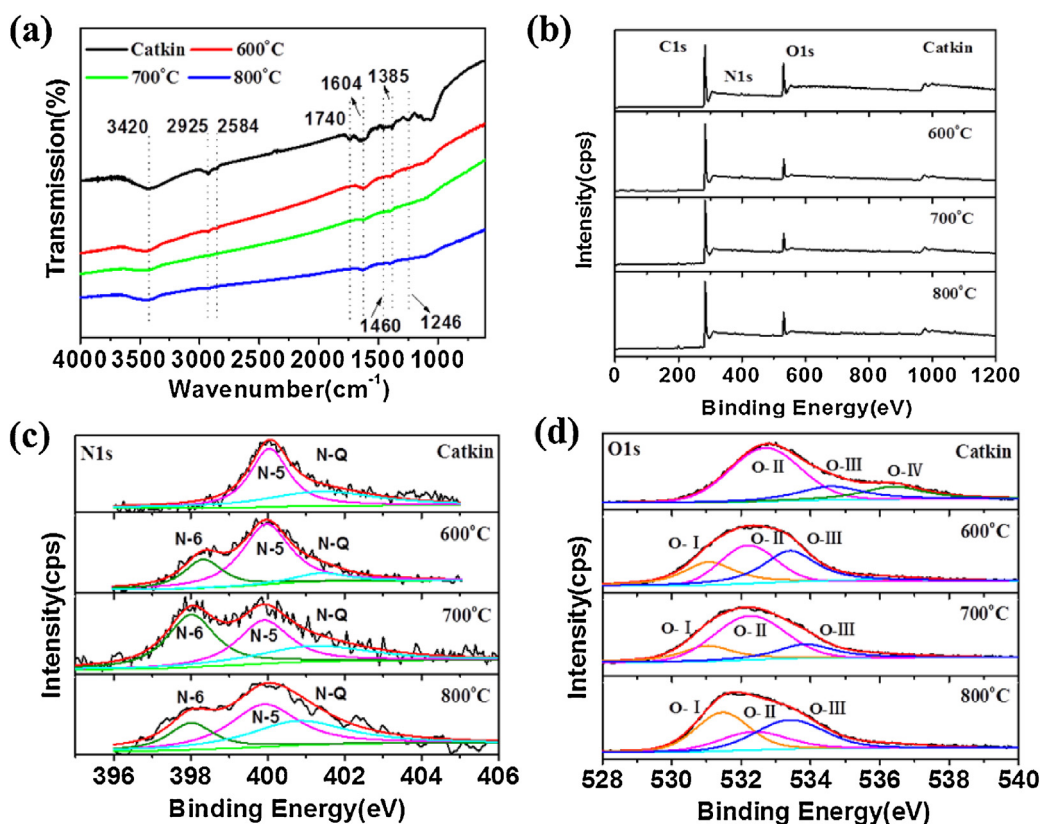 (a)
Catkin 600°C
700°C 800°C
1604 1385
3420 2925 2584 1740
1460 1246
Transmission(%)
4000 3500 3000 2500 2000 1500 1000
Wavenumber(cm-1)
(b)
C1s N1s O1s Catkin
600°C
700°C
800°C
Intensity(cps)
0 200 400 600 800 1000 1200
Binding Energy(eV)
(c)
N1s Catkin
N-5 N-Q
600°C
N-6 N-5 N-Q
700°C
N-6 N-5 N-Q
800°C
N-6 N-5 N-Q
Intensity(cps)
396 398 400 402 404 406
Binding Energy(eV)
(d)
O1s Catkin
O-II O-III O-IV
600°C
O-I O-II O-III
700°C
O-I O-II O-III
800°C
O-I O-II O-III
Intensity(cps)
528 530 532 534 536 538 540
Binding Energy(eV)